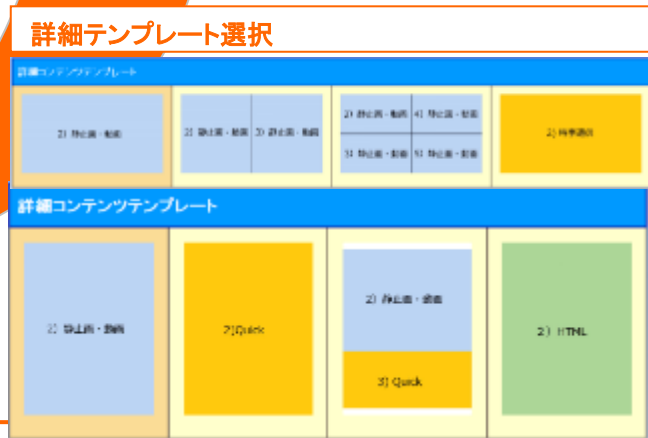 詳細テンプレート選択
詳細コンテンツテンプレート
2) 静止画・動画
2) 静止画・動画 3) 静止画・動画
2) 静止画・動画 4) 静止画・動画
3) 静止画・動画 5) 静止画・動画
2)
詳細コンテンツテンプレート
2) 静止画・動画
2)Quick
2) 静止画・動画
3) Quick
2) HTML